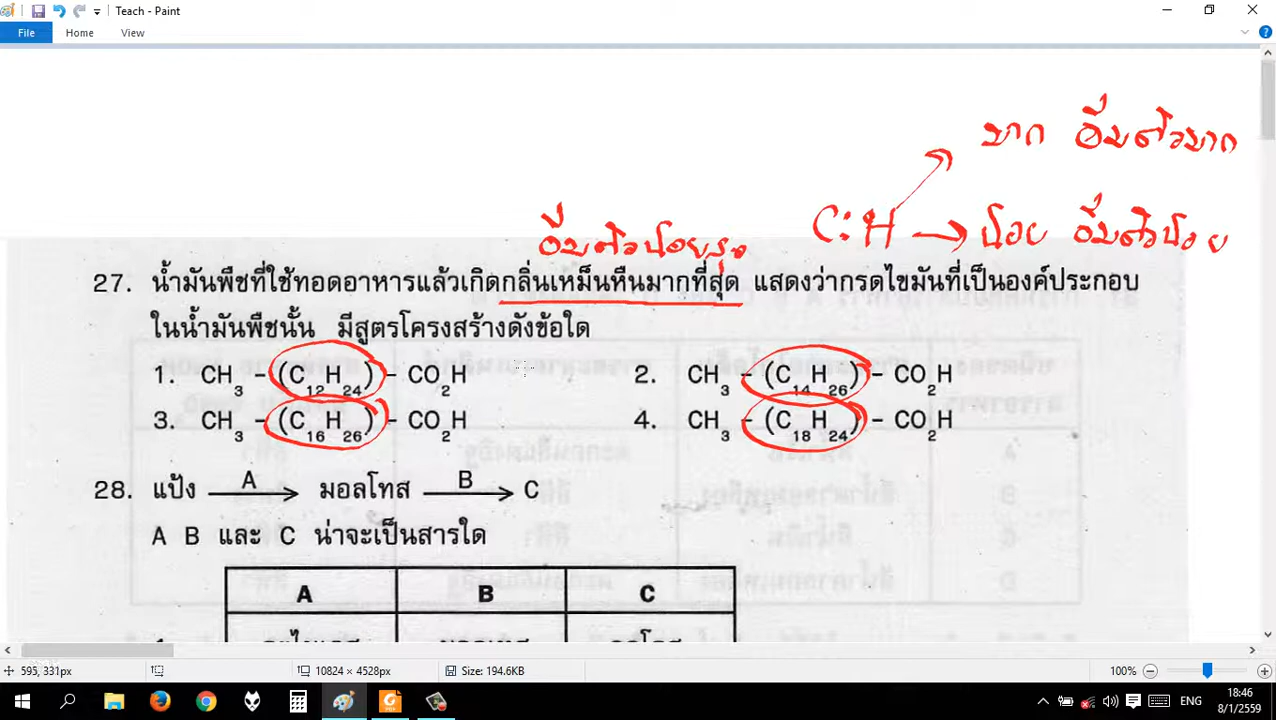 Teach - Paint
File Home View
มาก อิ่มตัวมาก
อิ่มตัวน้อยสุด C:H → น้อย อิ่มตัวน้อย
27. น้ำมันพืชที่ใช้ทอดอาหารแล้วเกิดกลิ่นเหม็นหืนมากที่สุด แสดงว่ากรดไขมันที่เป็นองค์ประกอบ
ในน้ำมันพืชนั้น มีสูตรโครงสร้างดังข้อใด
1. CH3 – (C12H24) – CO2H 2. CH3 – (C14H26) – CO2H
3. CH3 – (C16H26) – CO2H 4. CH3 – (C18H24) – CO2H
28. แป้ง A → มอลโทส B → C
A B และ C น่าจะเป็นสารใด
A B C
595, 331px 10824 × 4528px Size: 194.6KB 100%
ENG 18:46
8/1/2559